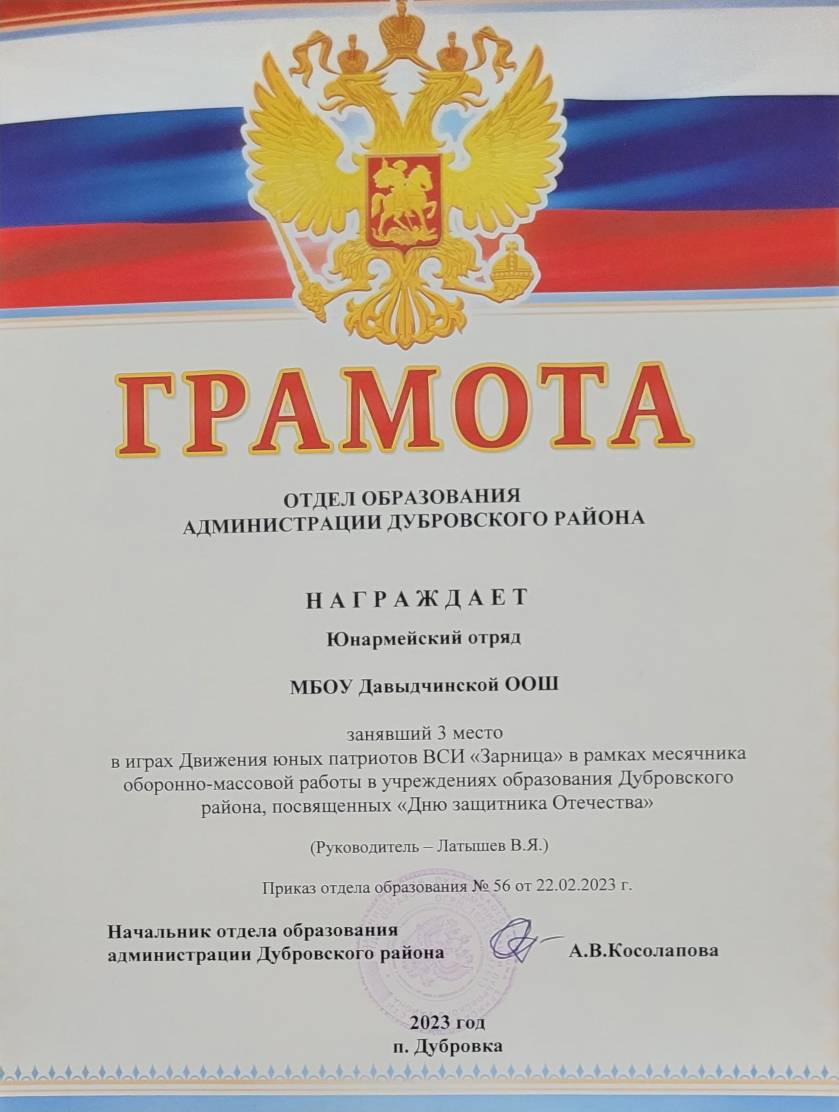 ГРАМОТА
ОТДЕЛ ОБРАЗОВАНИЯ
АДМИНИСТРАЦИИ ДУБРОВСКОГО РАЙОНА
Н А Г Р А Ж Д А Е Т
Юнармейский отряд
МБОУ Давыдчинской ООШ
занявший 3 место
в играх Движения юных патриотов ВСИ «Зарница» в рамках месячника
оборонно-массовой работы в учреждениях образования Дубровского
района, посвященных «Дню защитника Отечества»
(Руководитель – Латышев В.Я.)
Приказ отдела образования № 56 от 22.02.2023 г.
Начальник отдела образования
администрации Дубровского района А.В.Косолапова
2023 год
п. Дубровка